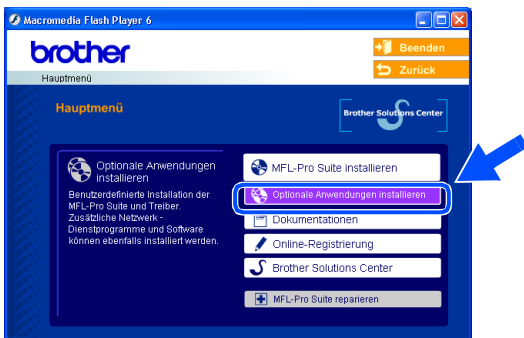 Macromedia Flash Player 6
brother
Beenden
Zurück
Hauptmenü
Hauptmenü
Brother Solutions Center
Optionale Anwendungen
installieren
Benutzerdefinierte Installation der
MFL-Pro Suite und Treiber.
Zusätzliche Netzwerk -
Dienstprogramme und Software
können ebenfalls installiert werden.
MFL-Pro Suite installieren
Optionale Anwendungen installieren
Dokumentationen
Online-Registrierung
Brother Solutions Center
MFL-Pro Suite reparieren